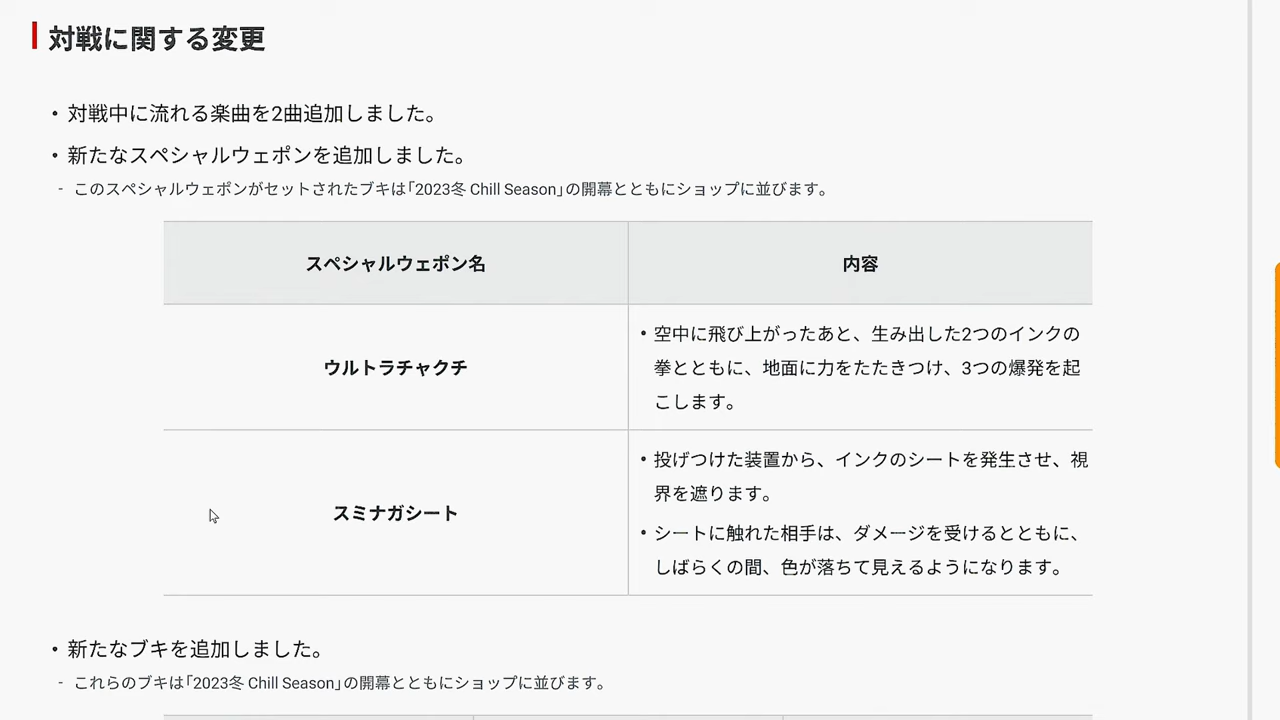 対戦に関する変更
・対戦中に流れる楽曲を2曲追加しました。
・新たなスペシャルウェポンを追加しました。
- このスペシャルウェポンがセットされたブキは「2023冬 Chill Season」の開幕とともにショップに並びます。
スペシャルウェポン名
内容
ウルトラチャクチ
・空中に飛び上がったあと、生み出した2つのインクの
拳とともに、地面に力をたたきつけ、3つの爆発を起
こします。
スミナガシート
・投げつけた装置から、インクのシートを発生させ、視
界を遮ります。
・シートに触れた相手は、ダメージを受けるとともに、
しばらくの間、色が落ちて見えるようになります。
・新たなブキを追加しました。
- これらのブキは「2023冬 Chill Season」の開幕とともにショップに並びます。